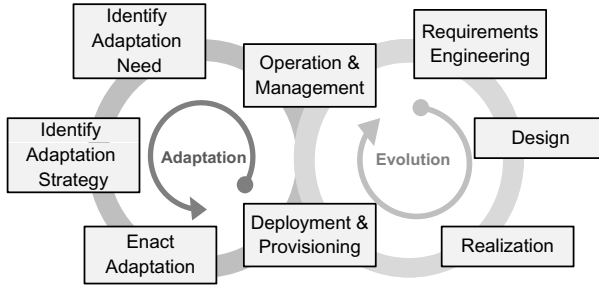 Identify
Adaptation
Need
Operation &
Management
Requirements
Engineering
Identify
Adaptation
Strategy
Adaptation
Evolution
Design
Enact
Adaptation
Deployment &
Provisioning
Realization